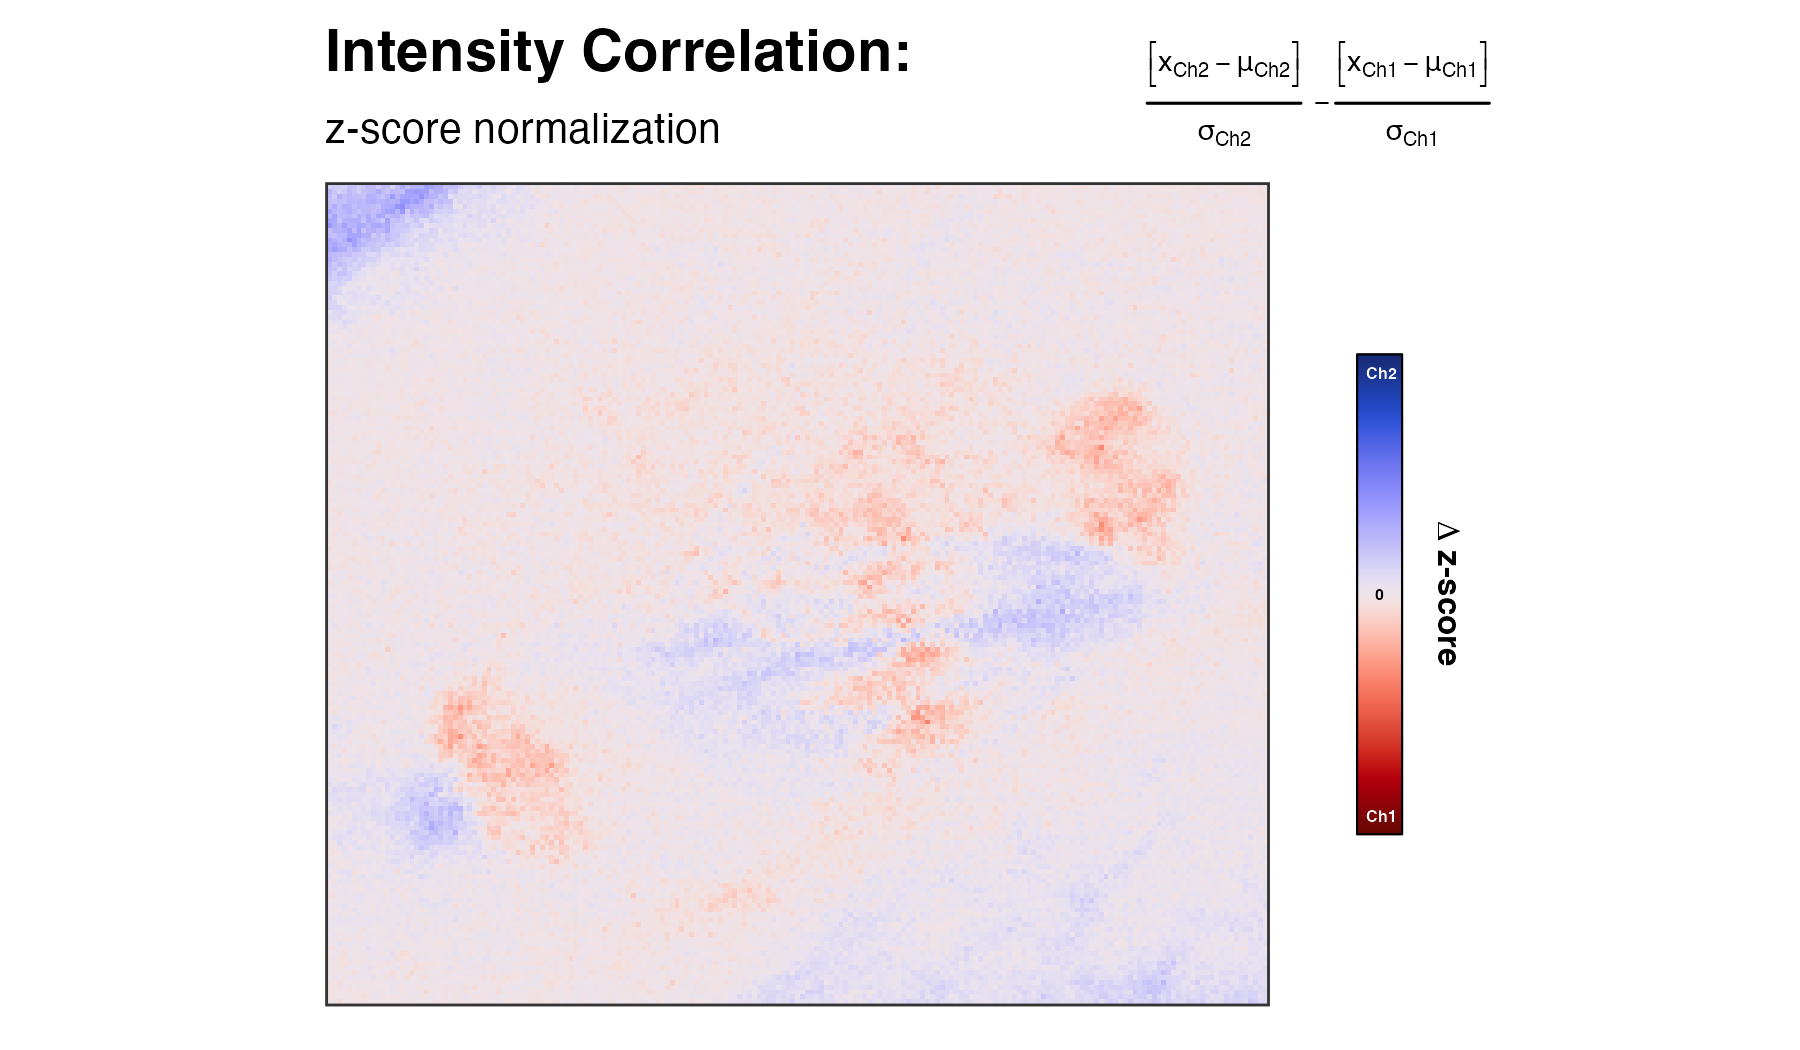 Intensity Correlation:
z-score normalization
[xCh2 – μCh2] [xCh1 – μCh1]
–
σCh2 σCh1
Ch2
0
Ch1
Δ z-score